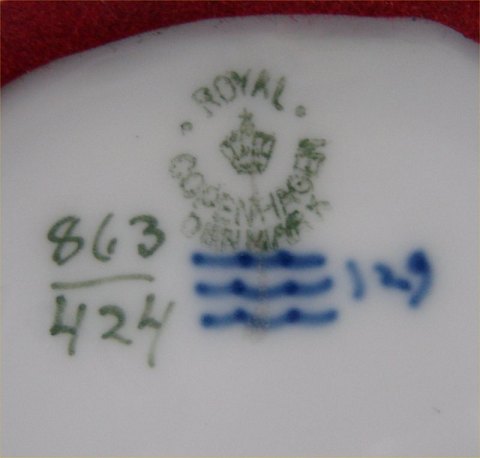 ROYAL
COPENHAGEN
DENMARK
863
424
129